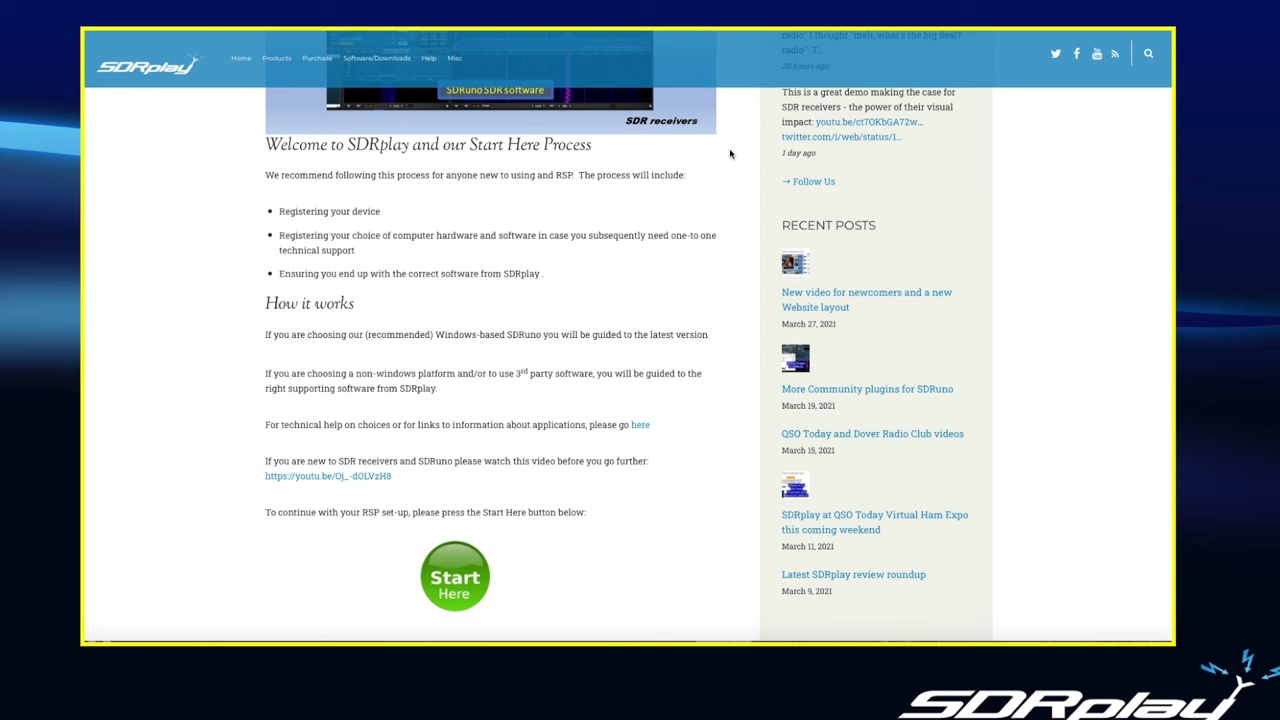 SDRplay
Home Products Purchase Software/Downloads Help Misc
SDRuno SDR software
SDR receivers
Welcome to SDRplay and our Start Here Process
We recommend following this process for anyone new to using and RSP. The process will include:
Registering your device
Registering your choice of computer hardware and software in case you subsequently need one-to one
technical support
Ensuring you end up with the correct software from SDRplay .
How it works
If you are choosing our (recommended) Windows-based SDRuno you will be guided to the latest version
If you are choosing a non-windows platform and/or to use 3rd party software, you will be guided to the
right supporting software from SDRplay.
For technical help on choices or for links to information about applications, please go here
If you are new to SDR receivers and SDRuno please watch this video before you go further:
https://youtu.be/Oj_-dOLVzH8
To continue with your RSP set-up, please press the Start Here button below:
Start
Here
radio" I thought "meh, what's the big deal?
radio" T...
20 hours ago
This is a great demo making the case for
SDR receivers - the power of their visual
impact: youtu.be/ct7OKbGA72w...
twitter.com/i/web/status/1...
1 day ago
→ Follow Us
RECENT POSTS
New video for newcomers and a new
Website layout
March 27, 2021
More Community plugins for SDRuno
March 19, 2021
QSO Today and Dover Radio Club videos
March 15, 2021
SDRplay at QSO Today Virtual Ham Expo
this coming weekend
March 11, 2021
Latest SDRplay review roundup
March 9, 2021
SDRplay